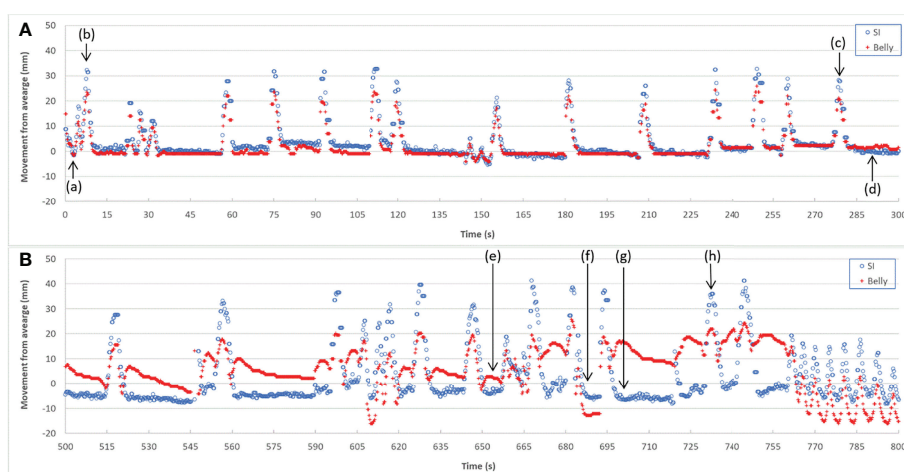 A
(b)
(c)
SI
Belly
Movement from avearge (mm)
50
40
30
20
10
0
-10
-20
(a)
(d)
0 15 30 45 60 75 90 105 120 135 150 165 180 195 210 225 240 255 270 285 300
Time (s)
B
(e) (f) (g) (h)
SI
Belly
Movement from avearge (mm)
50
40
30
20
10
0
-10
-20
500 515 530 545 560 575 590 605 620 635 650 665 680 695 710 725 740 755 770 785 800
Time (s)